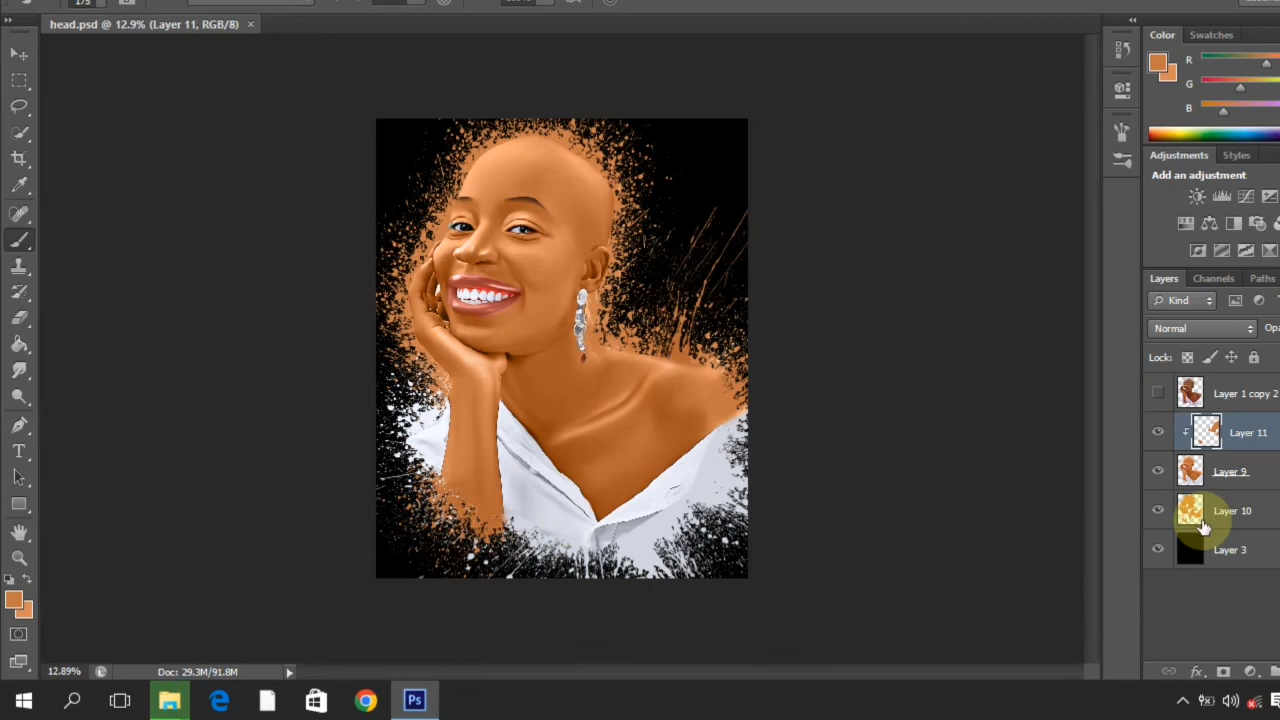 175
head.psd @ 12.9% (Layer 11, RGB/8) ×
Color Swatches
R
G
B
Adjustments Styles
Add an adjustment
Layers Channels Paths
Kind
Normal
Lock:
Layer 1 copy 2
Layer 11
Layer 9
Layer 10
Layer 3
12.89% Doc: 29.3M/91.8M
Ps